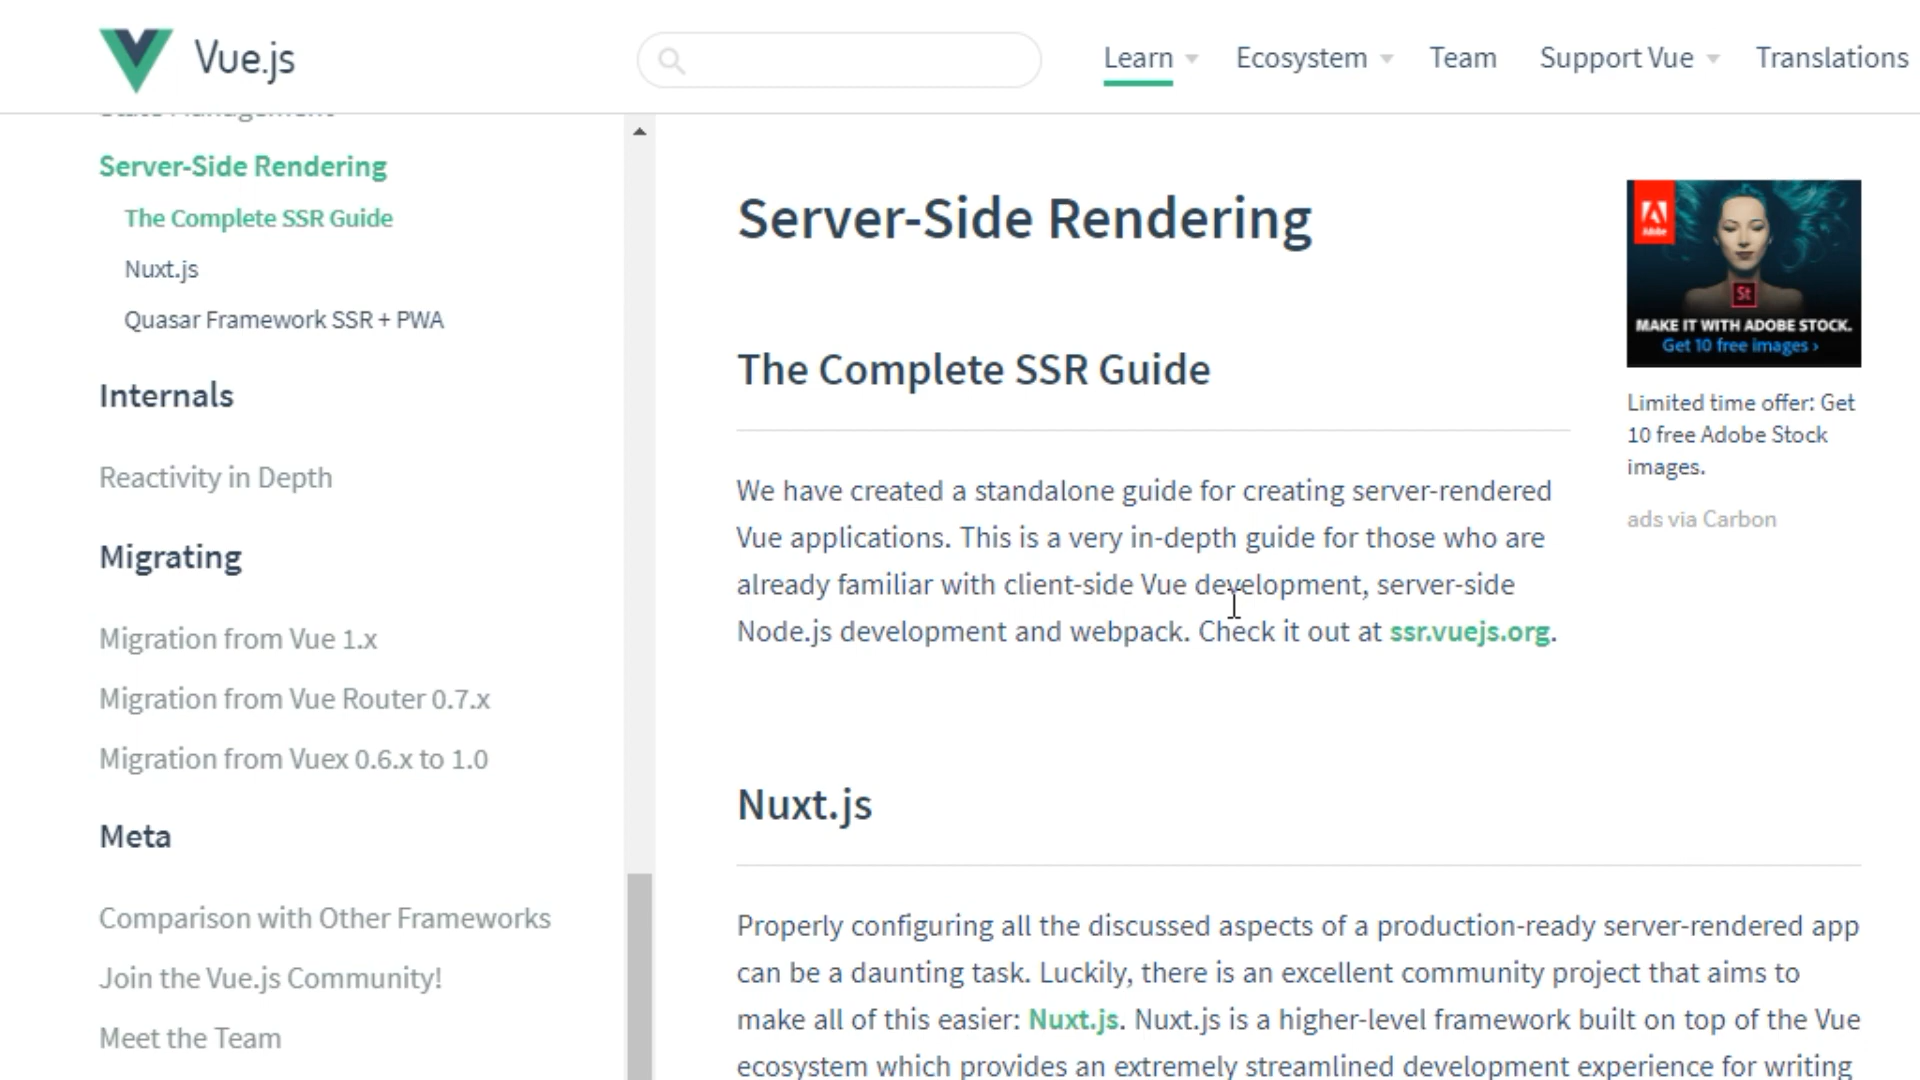 Vue.js
Learn
Ecosystem
Team
Support Vue
Translations
State Management
Server-Side Rendering
The Complete SSR Guide
Nuxt.js
Quasar Framework SSR + PWA
Internals
Reactivity in Depth
Migrating
Migration from Vue 1.x
Migration from Vue Router 0.7.x
Migration from Vuex 0.6.x to 1.0
Meta
Comparison with Other Frameworks
Join the Vue.js Community!
Meet the Team
Server-Side Rendering
The Complete SSR Guide
We have created a standalone guide for creating server-rendered
Vue applications. This is a very in-depth guide for those who are
already familiar with client-side Vue development, server-side
Node.js development and webpack. Check it out at ssr.vuejs.org.
Nuxt.js
Properly configuring all the discussed aspects of a production-ready server-rendered app
can be a daunting task. Luckily, there is an excellent community project that aims to
make all of this easier: Nuxt.js. Nuxt.js is a higher-level framework built on top of the Vue
ecosystem which provides an extremely streamlined development experience for writing
Adobe
St
MAKE IT WITH ADOBE STOCK.
Get 10 free images ›
Limited time offer: Get
10 free Adobe Stock
images.
ads via Carbon